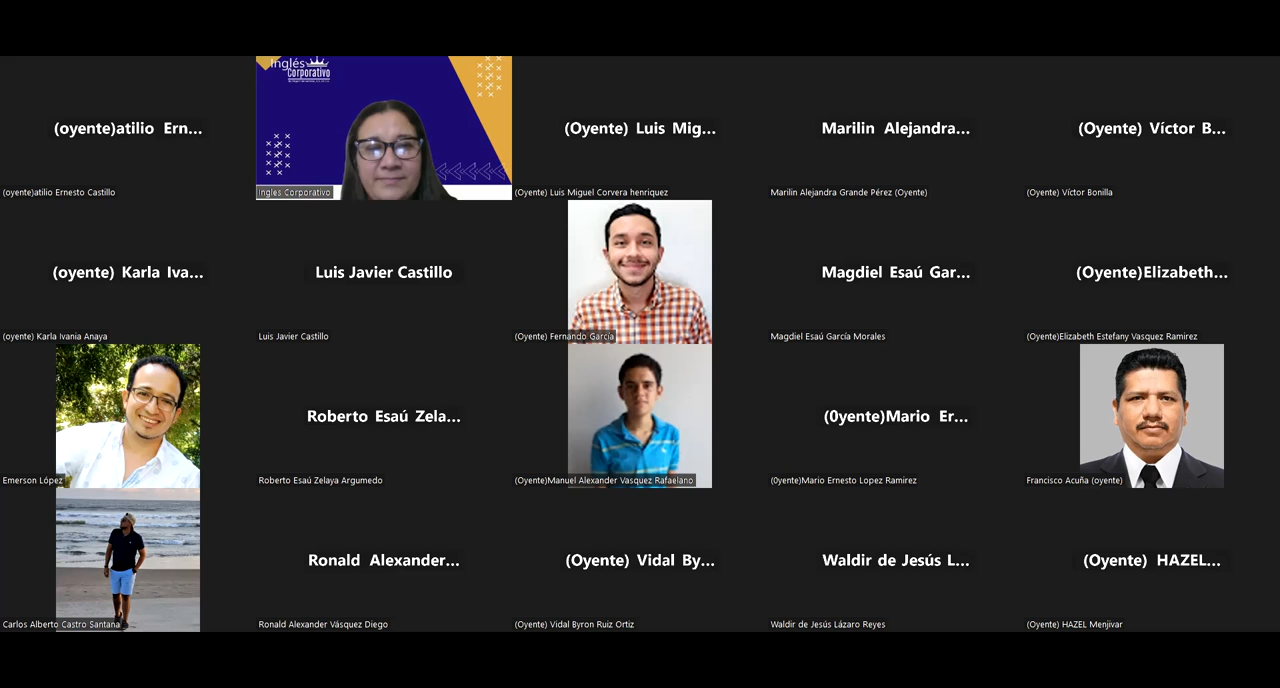 (oyente)atilio Ern...
(oyente)atilio Ernesto Castillo
Inglés
Corporativo
Ingles Corporativo
(Oyente) Luis Mig...
(Oyente) Luis Miguel Corvera henriquez
Marilin Alejandra...
Marilin Alejandra Grande Pérez (Oyente)
(Oyente) Víctor B...
(Oyente) Víctor Bonilla
(oyente) Karla Iva...
(oyente) Karla Ivania Anaya
Luis Javier Castillo
Luis Javier Castillo
(Oyente) Fernando García
Magdiel Esaú Gar...
Magdiel Esaú García Morales
(Oyente)Elizabeth...
(Oyente)Elizabeth Estefany Vasquez Ramirez
Emerson López
Roberto Esaú Zela...
Roberto Esaú Zelaya Argumedo
(Oyente)Manuel Alexander Vasquez Rafaelano
(0yente)Mario Er...
(0yente)Mario Ernesto Lopez Ramirez
Francisco Acuña (oyente)
Carlos Alberto Castro Santana
Ronald Alexander...
Ronald Alexander Vásquez Diego
(Oyente) Vidal By...
(Oyente) Vidal Byron Ruiz Ortiz
Waldir de Jesús L...
Waldir de Jesús Lázaro Reyes
(Oyente) HAZEL...
(Oyente) HAZEL Menjivar